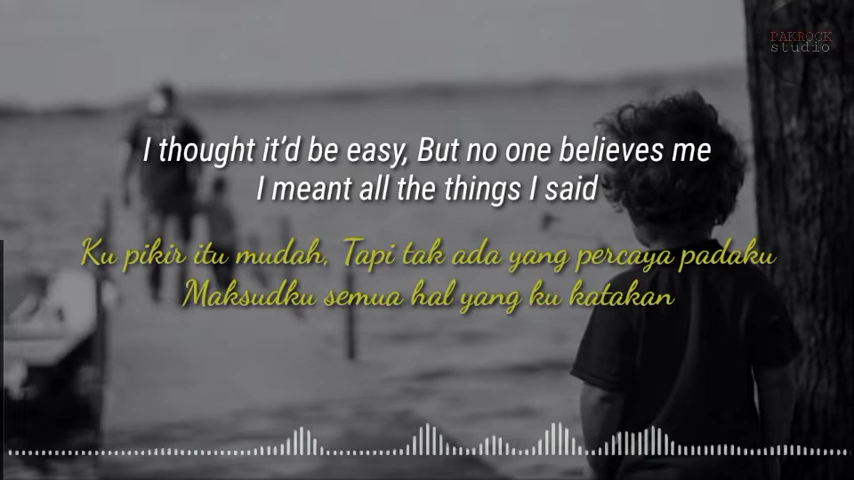 PAKROCK
studio
I thought it'd be easy, But no one believes me
I meant all the things I said
Ku pikir itu mudah, Tapi tak ada yang percaya padaku
Maksudku semua hal yang ku katakan